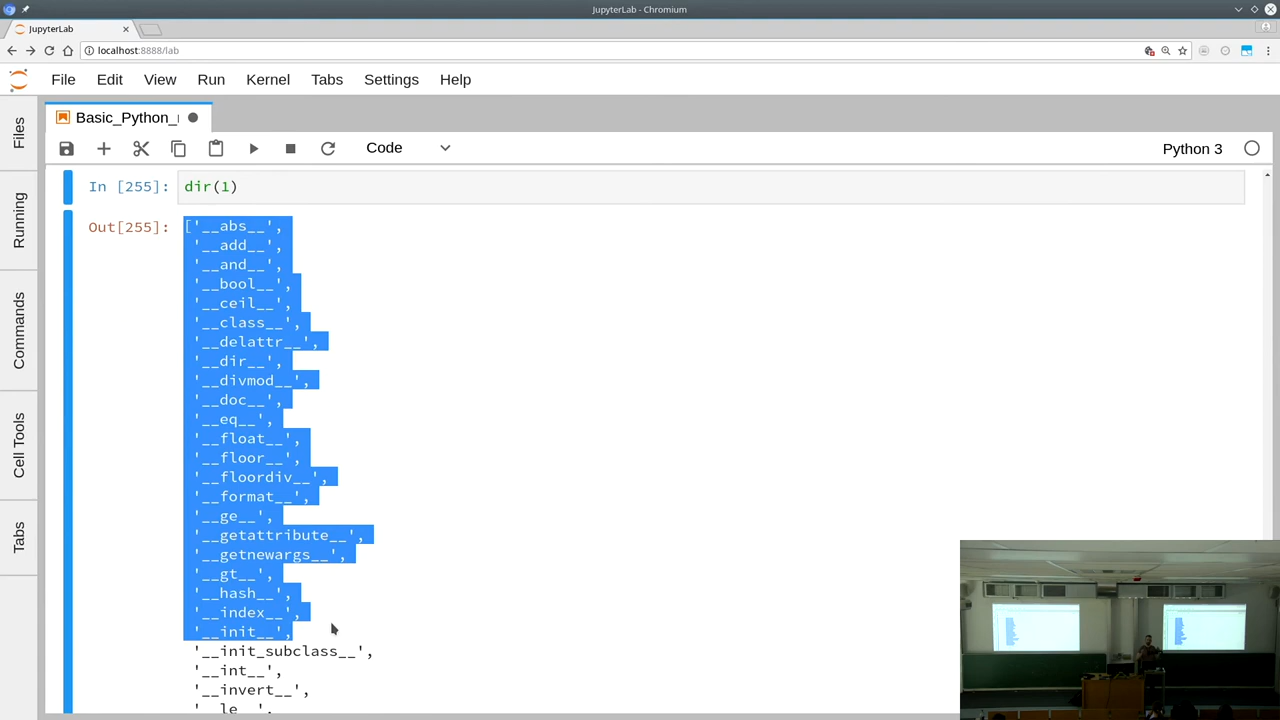 JupyterLab - Chromium
JupyterLab
localhost:8888/lab
File Edit View Run Kernel Tabs Settings Help
Basic_Python_
Code
Python 3
Files
Running
Commands
Cell Tools
Tabs
In [255]: dir(1)
Out[255]: ['__abs__',
'__add__',
'__and__',
'__bool__',
'__ceil__',
'__class__',
'__delattr__',
'__dir__',
'__divmod__',
'__doc__',
'__eq__',
'__float__',
'__floor__',
'__floordiv__',
'__format__',
'__ge__',
'__getattribute__',
'__getnewargs__',
'__gt__',
'__hash__',
'__index__',
'__init__',
'__init_subclass__',
'__int__',
'__invert__',
'__le__',